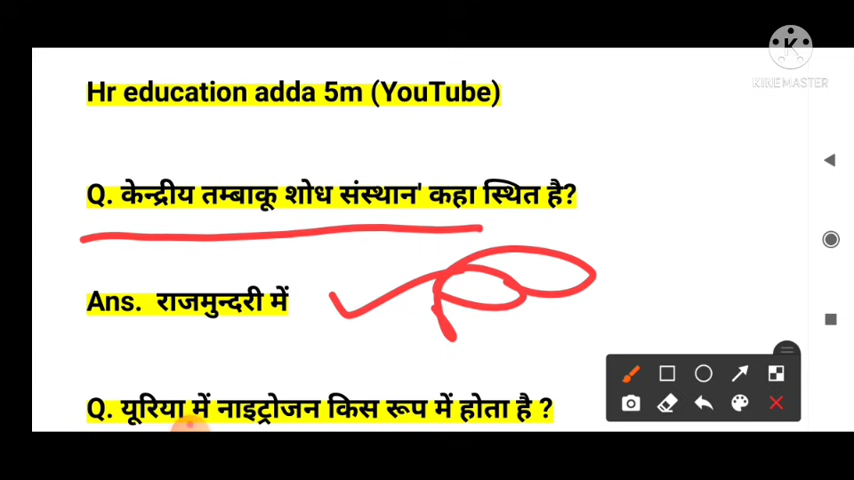 KINEMASTER
Hr education adda 5m (YouTube)
Q. केन्द्रीय तम्बाकू शोध संस्थान' कहा स्थित है?
Ans. राजमुन्दरी में
Q. यूरिया में नाइट्रोजन किस रूप में होता है ?